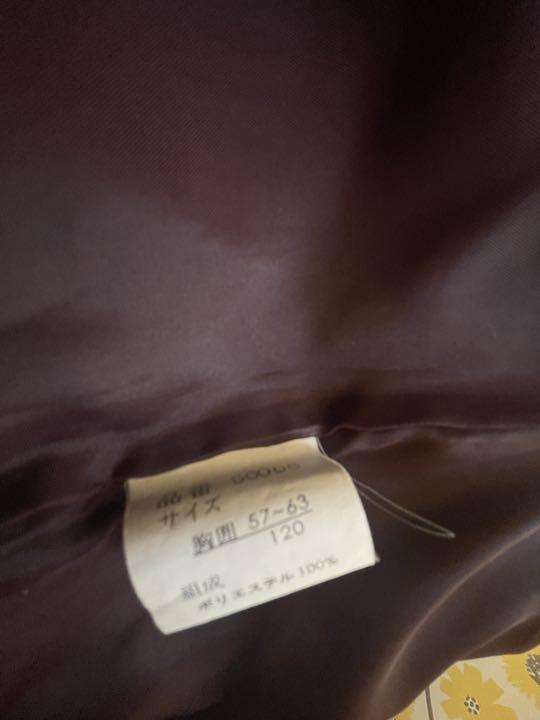 品番
サイズ
胸囲 57~63
120
組成
ポリエステル100%